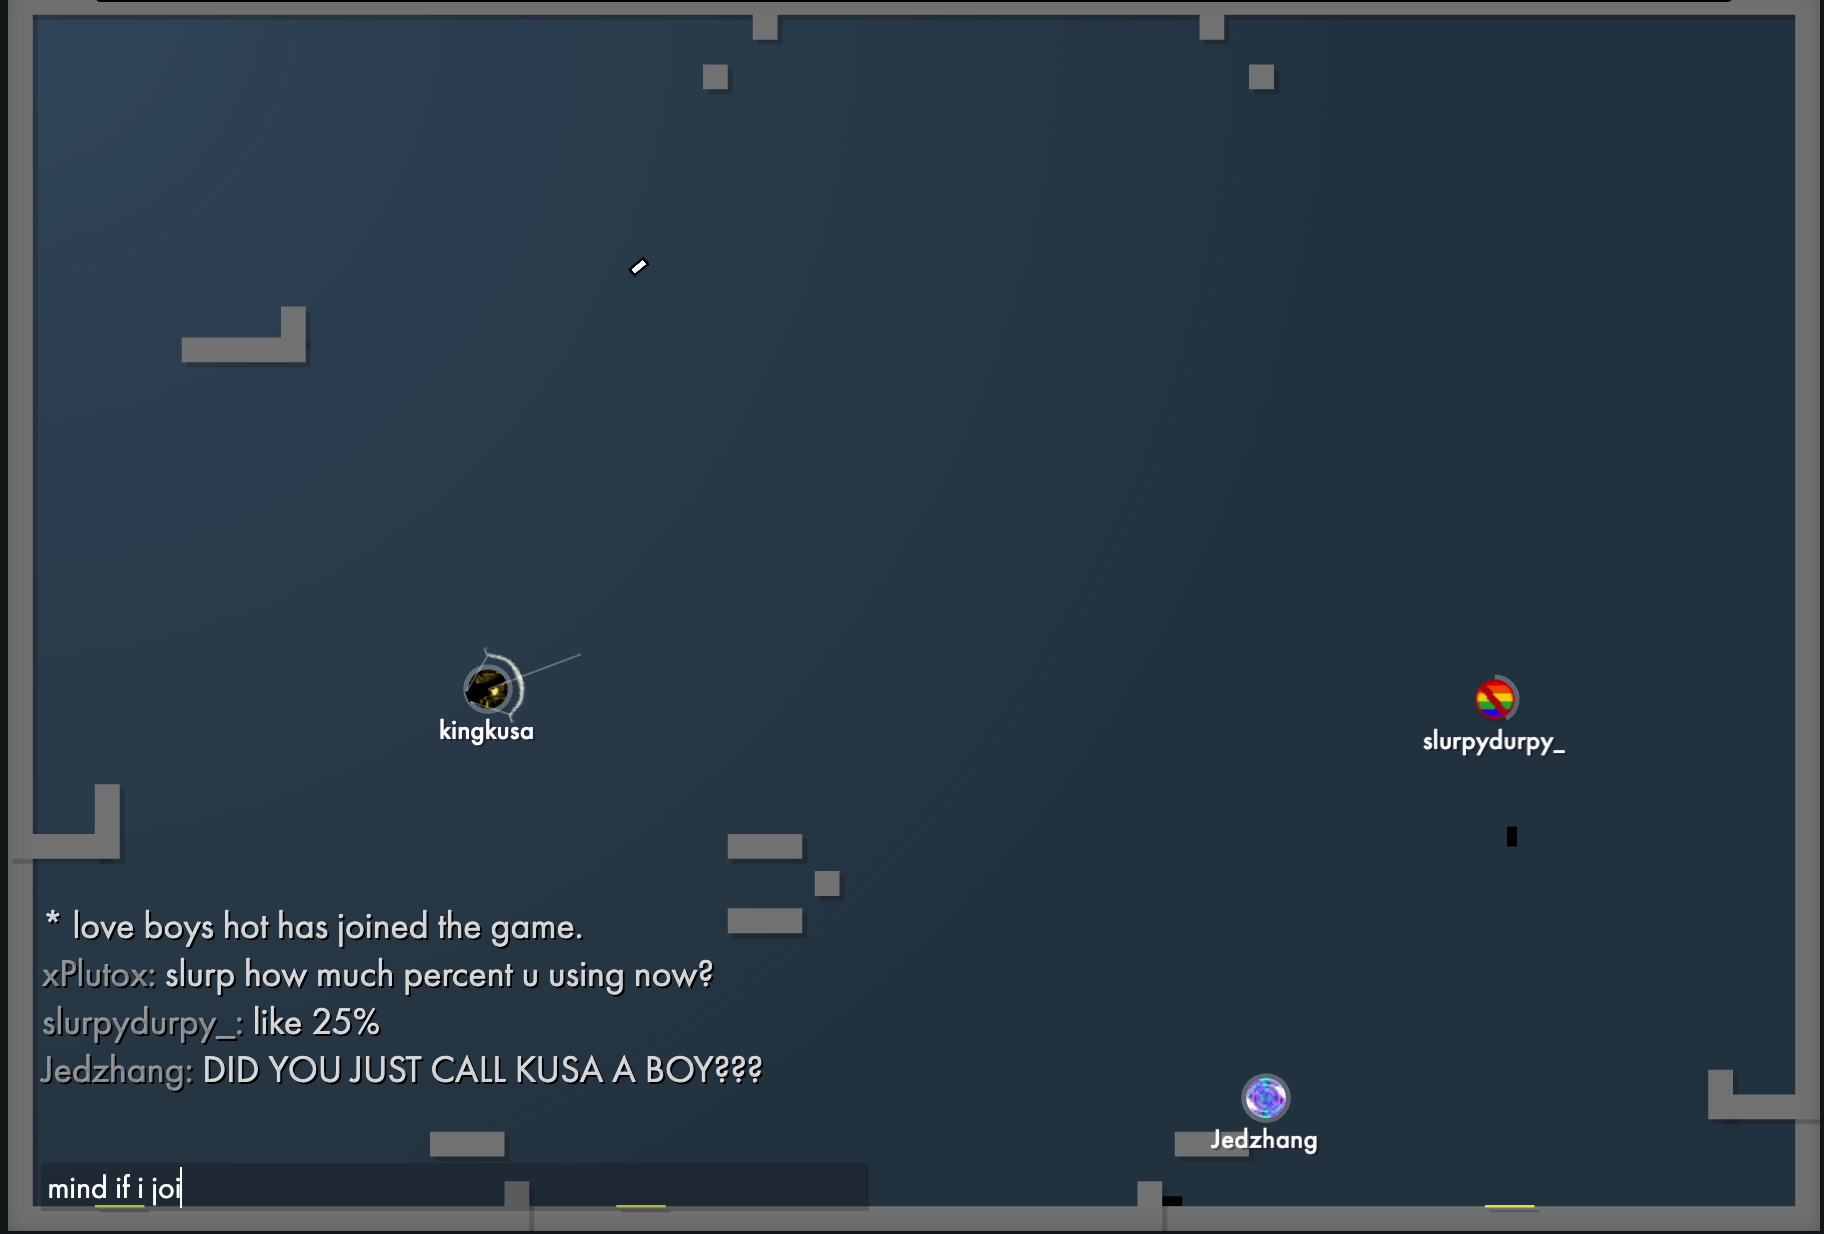 kingkusa
slurpydurpy_
* love boys hot has joined the game.
xPlutox: slurp how much percent u using now?
slurpydurpy_: like 25%
Jedzhang: DID YOU JUST CALL KUSA A BOY???
Jedzhang
mind if i joi